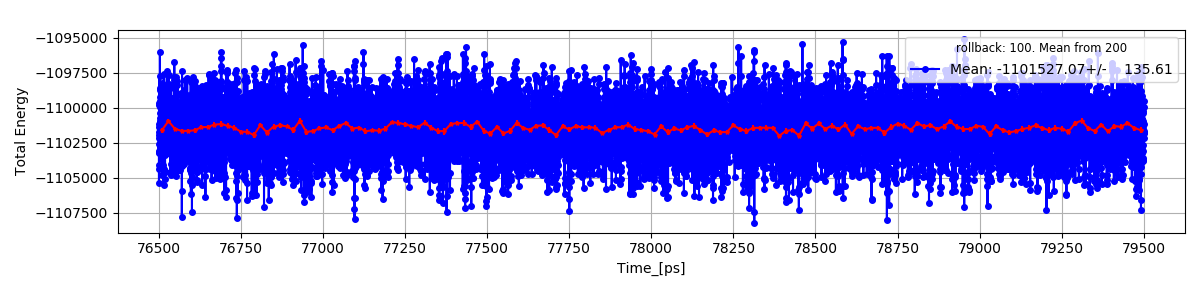 −1095000
−1097500
−1100000
−1102500
−1105000
−1107500
Total Energy
rollback: 100. Mean from 200
Mean: -1101527.07+/-    135.61
76500 76750 77000 77250 77500 77750 78000 78250 78500 78750 79000 79250 79500
Time_[ps]